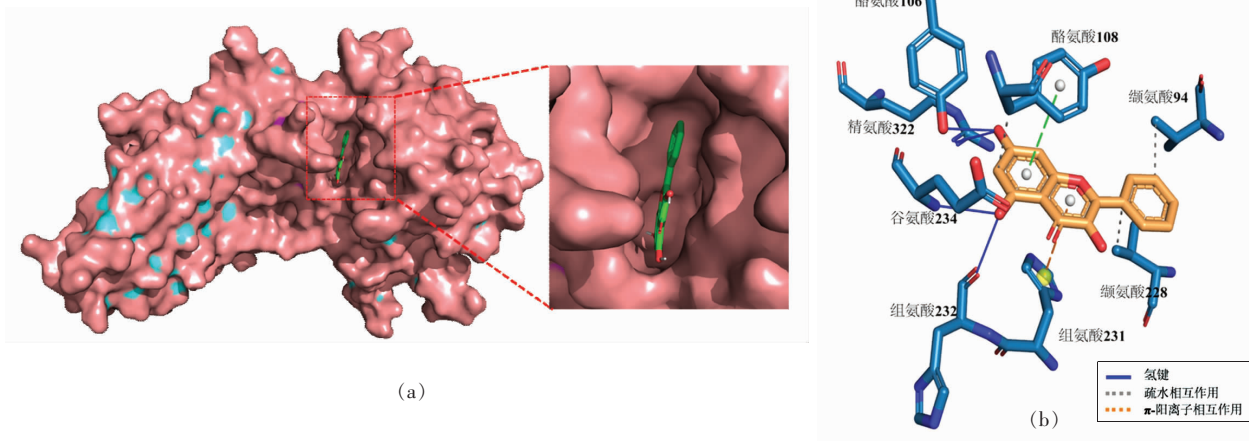 酪氨酸106
酪氨酸108
缬氨酸94
精氨酸322
谷氨酸234
缬氨酸228
组氨酸232
组氨酸231
氢键
疏水相互作用
π-阳离子相互作用
(a)
(b)